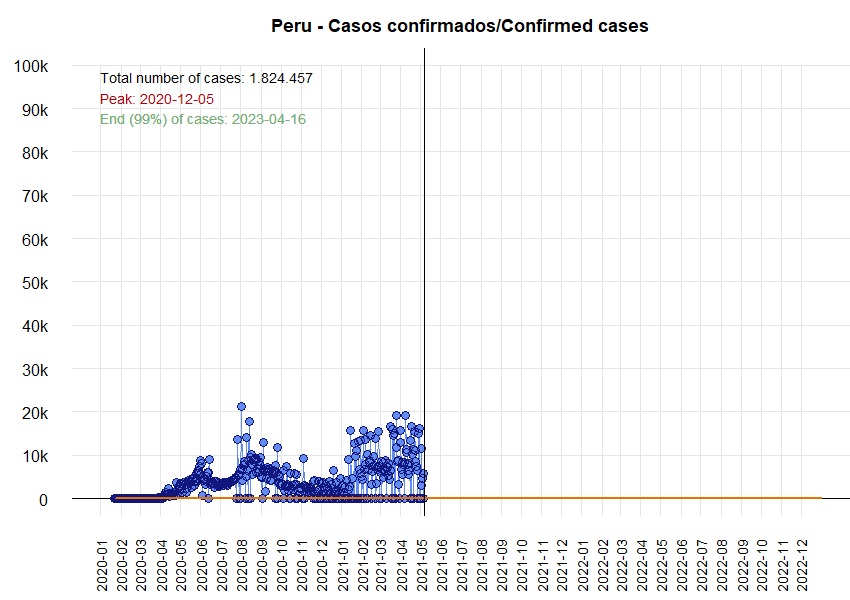 Peru - Casos confirmados/Confirmed cases
100k
Total number of cases: 1.824.457
Peak: 2020-12-05
End (99%) of cases: 2023-04-16
90k
80k
70k
60k
50k
40k
30k
20k
10k
0
2020-01
2020-02
2020-03
2020-04
2020-05
2020-06
2020-07
2020-08
2020-09
2020-10
2020-11
2020-12
2021-01
2021-02
2021-03
2021-04
2021-05
2021-06
2021-07
2021-08
2021-09
2021-10
2021-11
2021-12
2022-01
2022-02
2022-03
2022-04
2022-05
2022-06
2022-07
2022-08
2022-09
2022-10
2022-11
2022-12